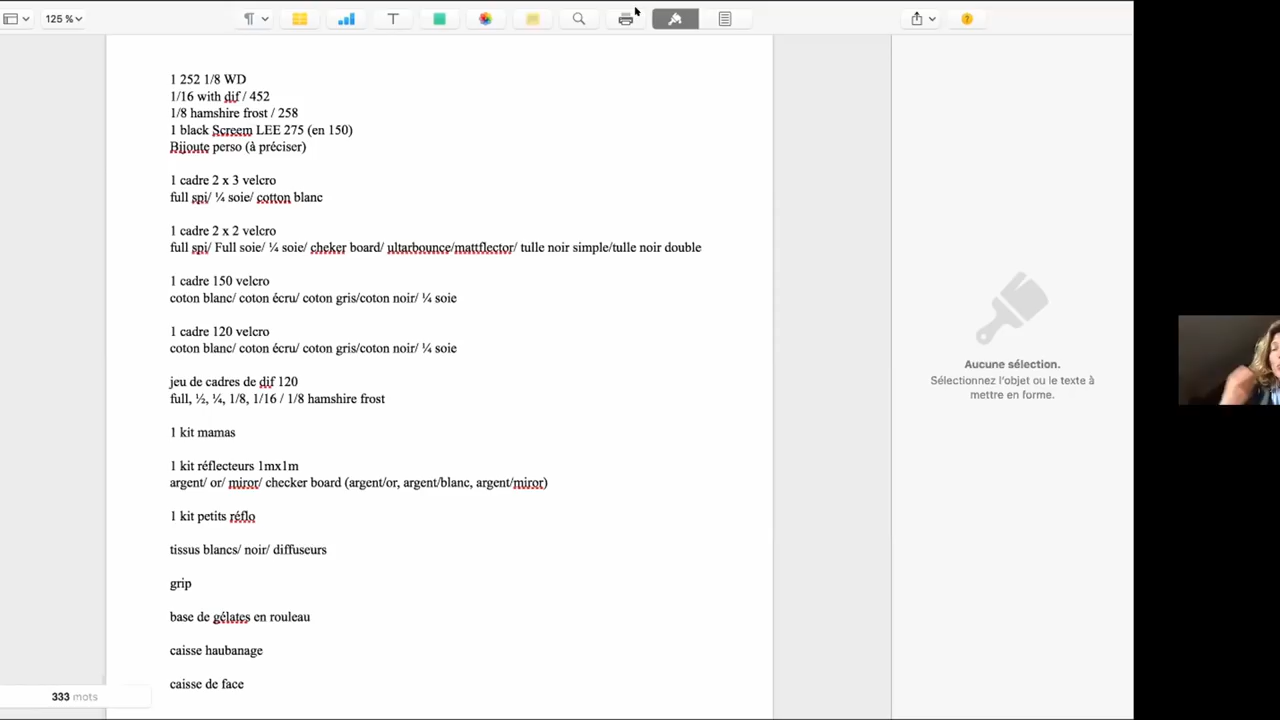 125 %
1 252 1/8 WD
1/16 with dif / 452
1/8 hamshire frost / 258
1 black Screem LEE 275 (en 150)
Bijoute perso (à préciser)
1 cadre 2 x 3 velcro
full spi/ ¼ soie/ cotton blanc
1 cadre 2 x 2 velcro
full spi/ Full soie/ ¼ soie/ cheker board/ ultarbounce/mattflector/ tulle noir simple/tulle noir double
1 cadre 150 velcro
coton blanc/ coton écru/ coton gris/coton noir/ ¼ soie
1 cadre 120 velcro
coton blanc/ coton écru/ coton gris/coton noir/ ¼ soie
jeu de cadres de dif 120
full, ½, ¼, 1/8, 1/16 / 1/8 hamshire frost
1 kit mamas
1 kit réflecteurs 1mx1m
argent/ or/ miror/ checker board (argent/or, argent/blanc, argent/miror)
1 kit petits réflo
tissus blancs/ noir/ diffuseurs
grip
base de gélates en rouleau
caisse haubanage
caisse de face
333 mots
Aucune sélection.
Sélectionnez l'objet ou le texte à
mettre en forme.